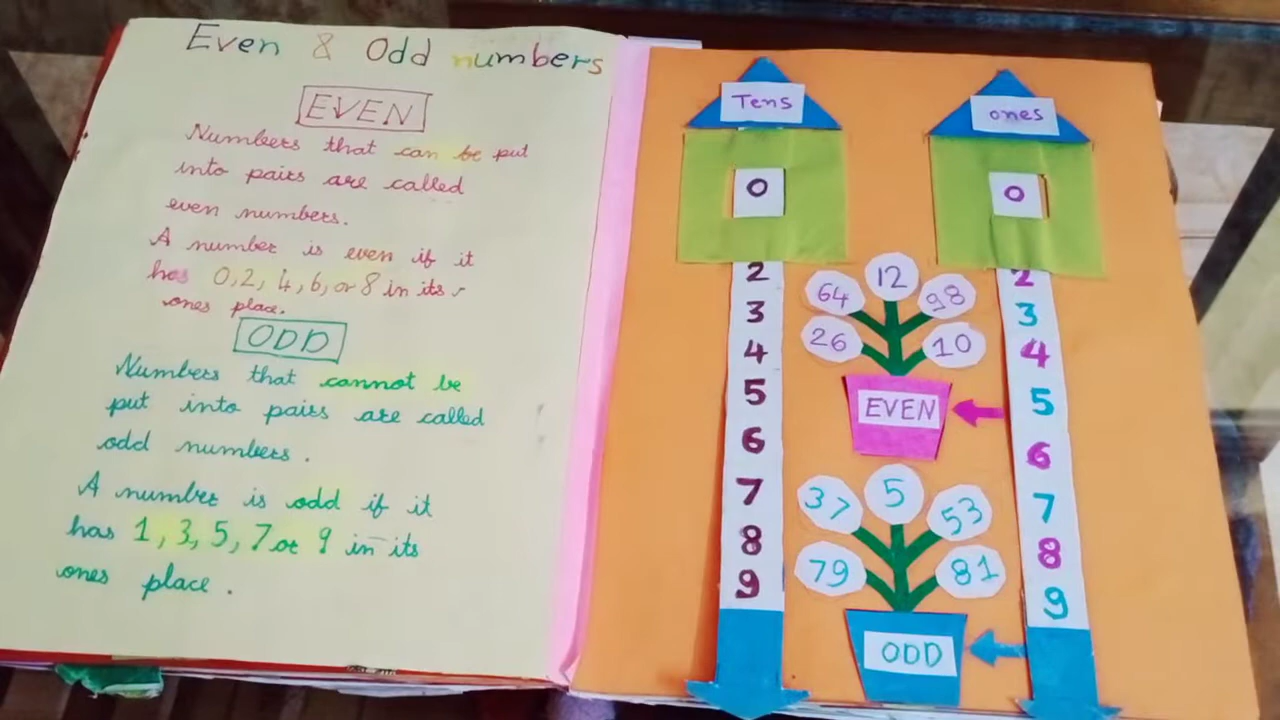 Even & Odd numbers
EVEN
Numbers that can be put
into pairs are called
even numbers.
A number is even if it
has 0, 2, 4, 6, or 8 in its
ones place.
ODD
Numbers that cannot be
put into pairs are called
odd numbers.
A number is odd if it
has 1, 3, 5, 7 or 9 in its
ones place.
Tens
0
2
3
4
5
6
7
8
9
ones
0
2
3
4
5
6
7
8
9
64
12
98
26
10
EVEN
37
5
53
79
81
ODD